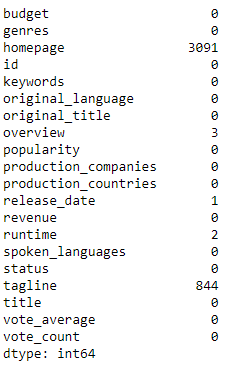 budget 0
genres 0
homepage 3091
id 0
keywords 0
original_language 0
original_title 0
overview 3
popularity 0
production_companies 0
production_countries 0
release_date 1
revenue 0
runtime 2
spoken_languages 0
status 0
tagline 844
title 0
vote_average 0
vote_count 0
dtype: int64